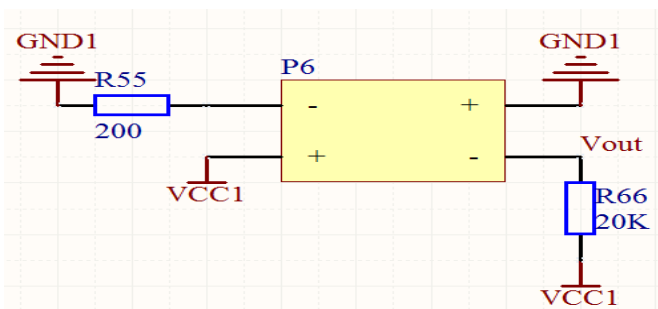 GND1
GND1
R55
P6
- +
200
+ -
Vout
VCC1
R66
20K
VCC1